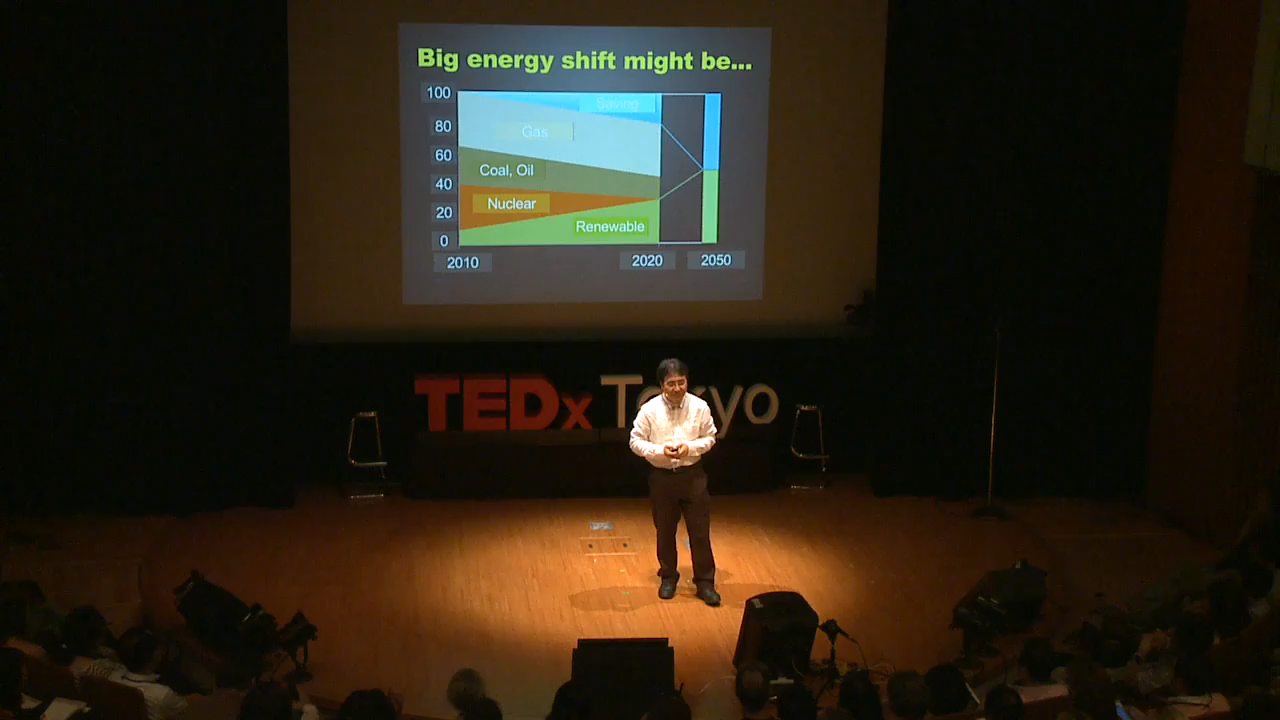 Big energy shift might be...
100
80
60
40
20
0
Saving
Gas
Coal, Oil
Nuclear
Renewable
2010
2020
2050
TEDx Tokyo